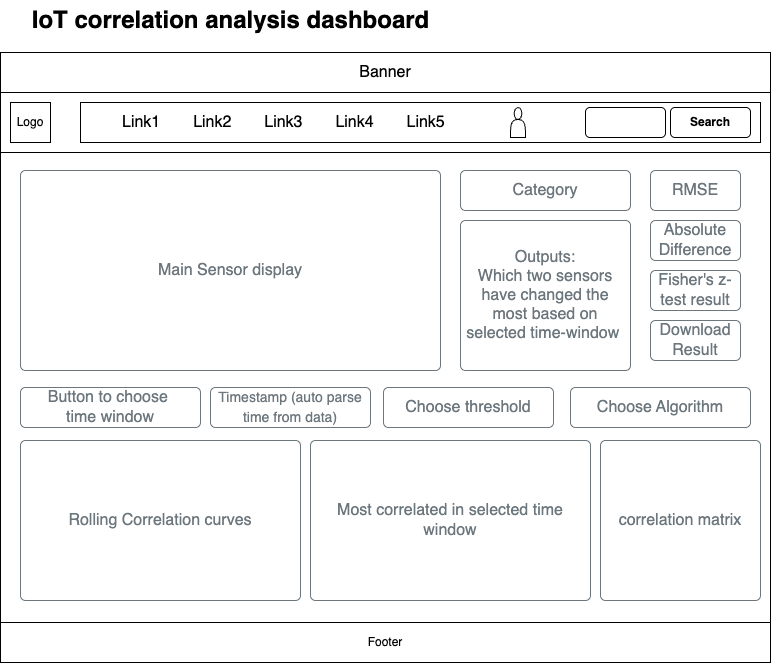 IoT correlation analysis dashboard
Banner
Logo
Link1
Link2
Link3
Link4
Link5
Search
Main Sensor display
Category
RMSE
Outputs:
Which two sensors
have changed the
most based on
selected time-window
Absolute
Difference
Fisher's z-
test result
Download
Result
Button to choose
time window
Timestamp (auto parse
time from data)
Choose threshold
Choose Algorithm
Rolling Correlation curves
Most correlated in selected time
window
correlation matrix
Footer